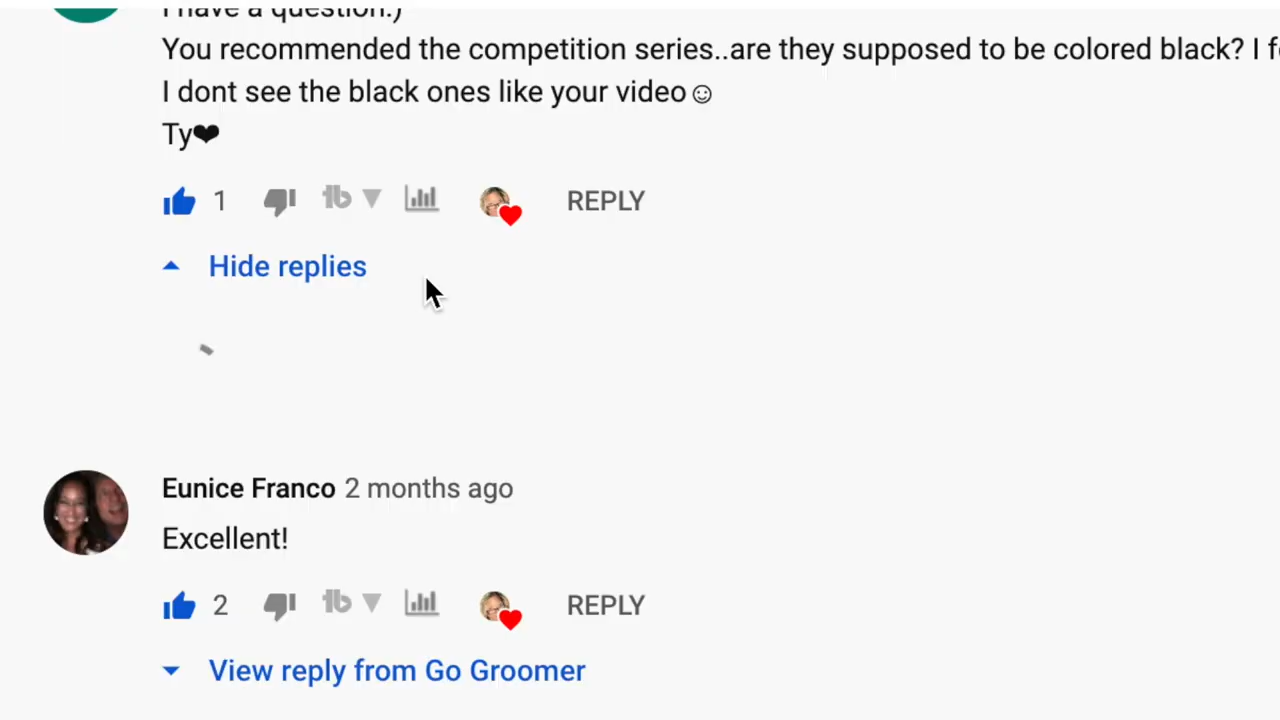 I have a question:)
You recommended the competition series..are they supposed to be colored black? I
I dont see the black ones like your video☺
Ty❤
1 REPLY
Hide replies
Eunice Franco 2 months ago
Excellent!
2 REPLY
View reply from Go Groomer